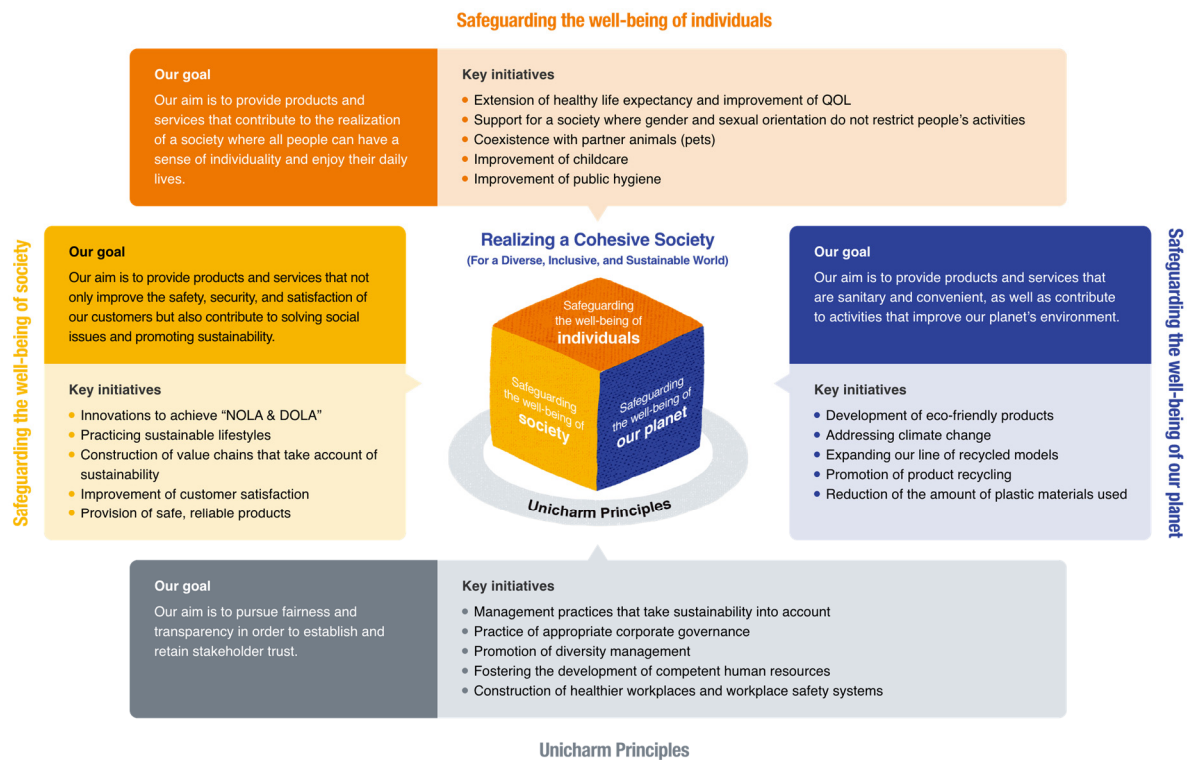 Safeguarding the well-being of individuals
Our goal
Our aim is to provide products and
services that contribute to the realization
of a society where all people can have a
sense of individuality and enjoy their daily
lives.
Key initiatives
Extension of healthy life expectancy and improvement of QOL
Support for a society where gender and sexual orientation do not restrict people’s activities
Coexistence with partner animals (pets)
Improvement of childcare
Improvement of public hygiene
Safeguarding the well-being of society
Our goal
Our aim is to provide products and services that not
only improve the safety, security, and satisfaction of
our customers but also contribute to solving social
issues and promoting sustainability.
Key initiatives
Innovations to achieve “NOLA & DOLA”
Practicing sustainable lifestyles
Construction of value chains that take account of
sustainability
Improvement of customer satisfaction
Provision of safe, reliable products
Realizing a Cohesive Society
(For a Diverse, Inclusive, and Sustainable World)
Safeguarding
the well-being of
individuals
Safeguarding
the well-being of
society
Safeguarding
the well-being of
our planet
Unicharm Principles
Our goal
Our aim is to provide products and services that
are sanitary and convenient, as well as contribute
to activities that improve our planet’s environment.
Key initiatives
Development of eco-friendly products
Addressing climate change
Expanding our line of recycled models
Promotion of product recycling
Reduction of the amount of plastic materials used
Safeguarding the well-being of our planet
Our goal
Our aim is to pursue fairness and
transparency in order to establish and
retain stakeholder trust.
Key initiatives
Management practices that take sustainability into account
Practice of appropriate corporate governance
Promotion of diversity management
Fostering the development of competent human resources
Construction of healthier workplaces and workplace safety systems
Unicharm Principles